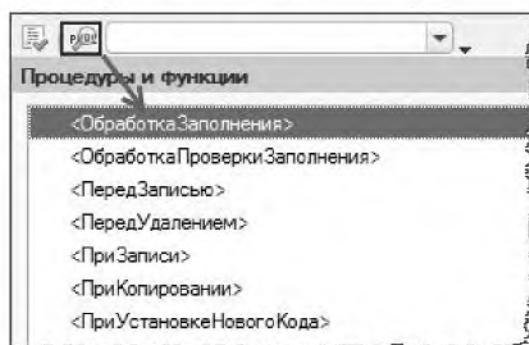 Процедуры и функции
<ОбработкаЗаполнения>
<ОбработкаПроверкиЗаполнения>
<ПередЗаписью>
<ПередУдалением>
<ПриЗаписи>
<ПриКопировании>
<ПриУстановкеНовогоКода>